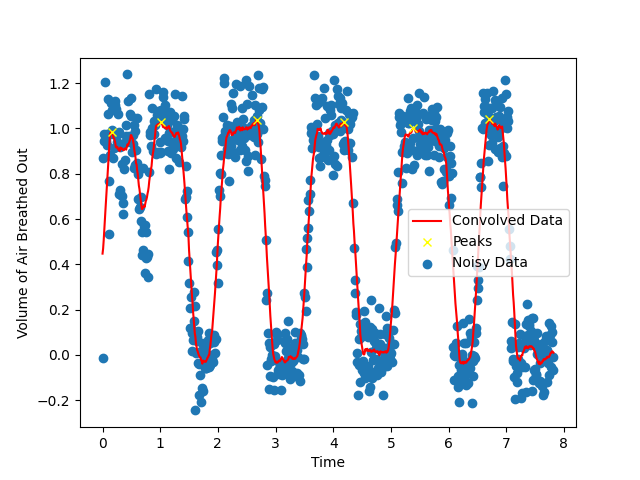 Volume of Air Breathed Out
1.2
1.0
0.8
0.6
0.4
0.2
0.0
−0.2
Convolved Data
Peaks
Noisy Data
0 1 2 3 4 5 6 7 8
Time